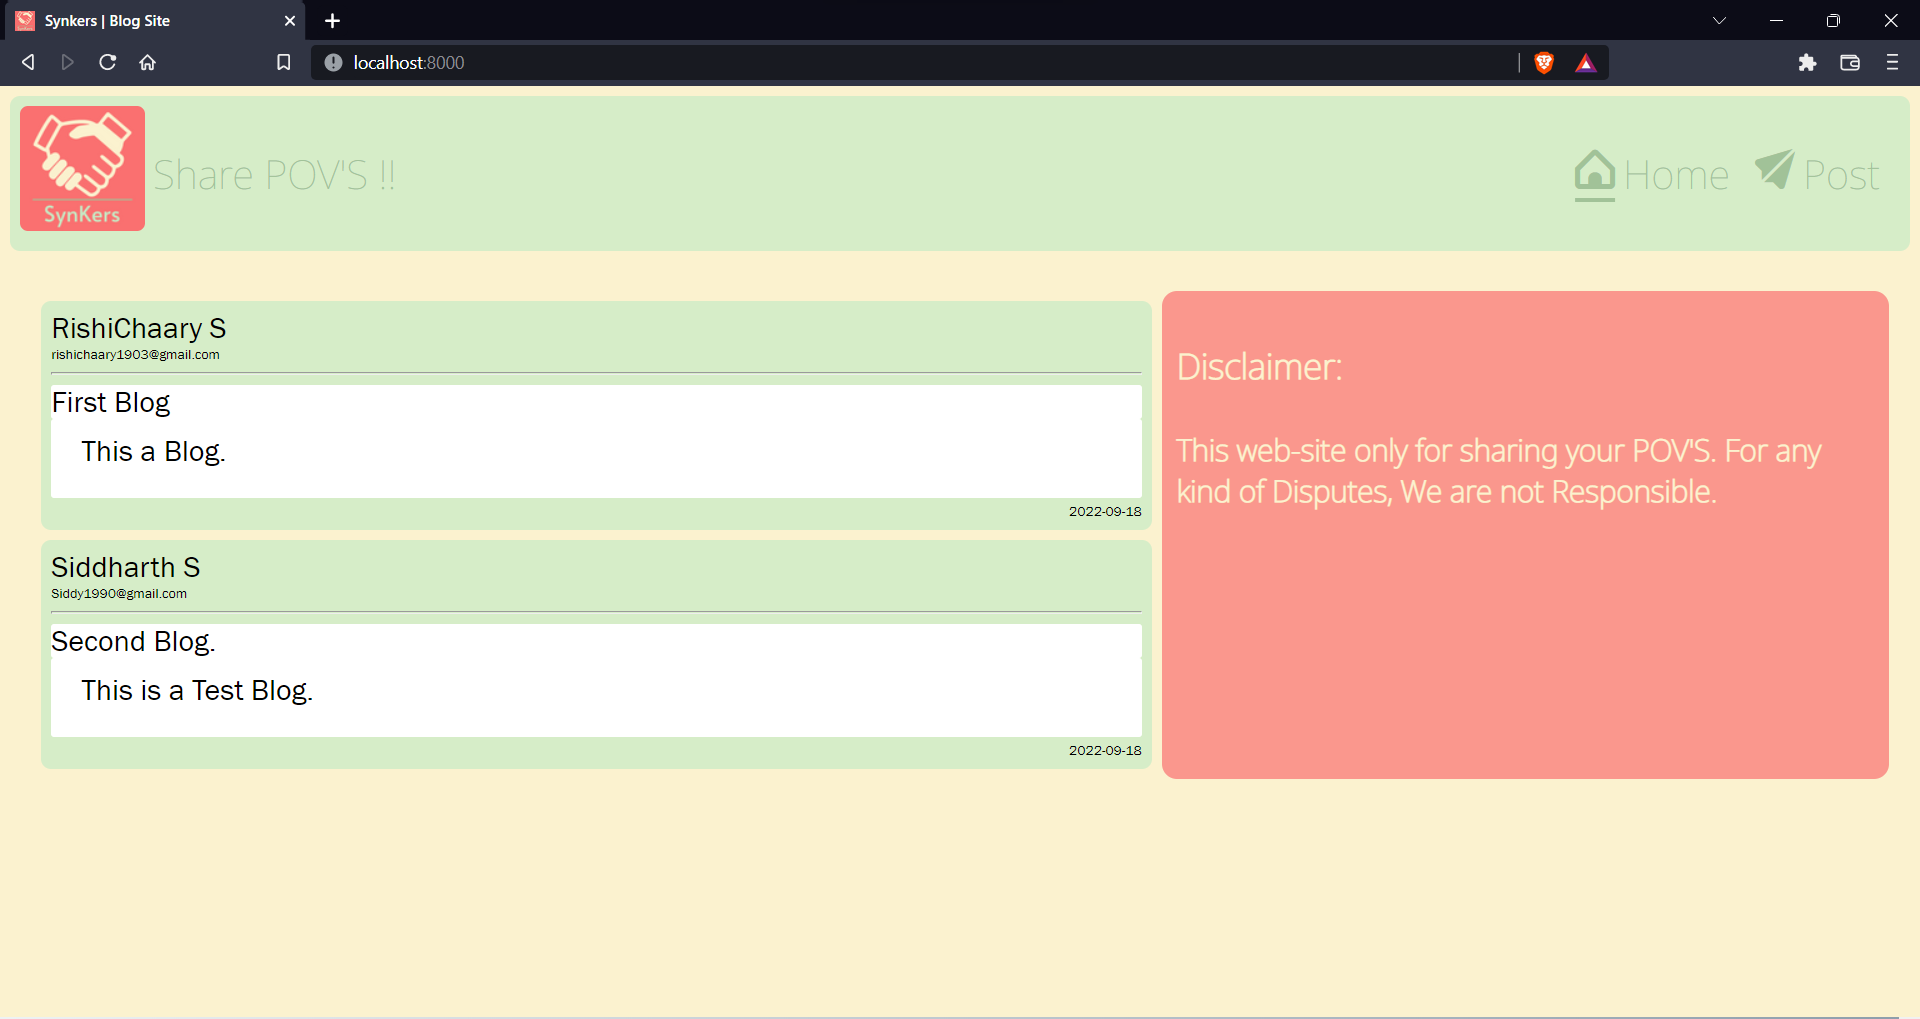 Synkers | Blog Site
localhost:8000
SynKers
Share POV'S !!
Home
Post
RishiChaary S
rishichaary1903@gmail.com
First Blog
This a Blog.
2022-09-18
Siddharth S
Siddy1990@gmail.com
Second Blog.
This is a Test Blog.
2022-09-18
Disclaimer:
This web-site only for sharing your POV'S. For any
kind of Disputes, We are not Responsible.